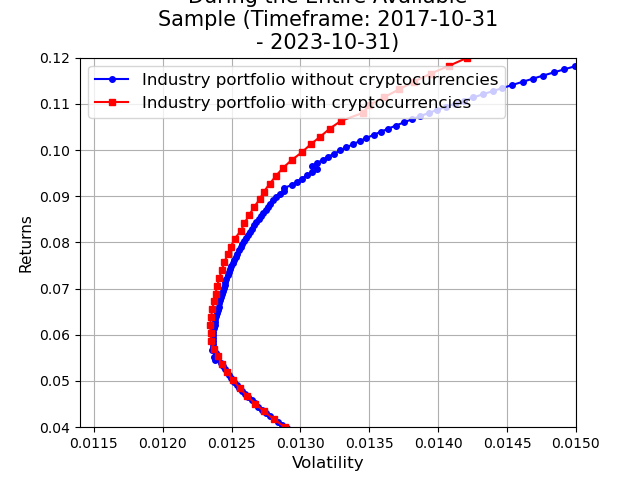 During the Entire Available
Sample (Timeframe: 2017-10-31
- 2023-10-31)
Industry portfolio without cryptocurrencies
Industry portfolio with cryptocurrencies
Returns
0.12
0.11
0.10
0.09
0.08
0.07
0.06
0.05
0.04
0.0115 0.0120 0.0125 0.0130 0.0135 0.0140 0.0145 0.0150
Volatility